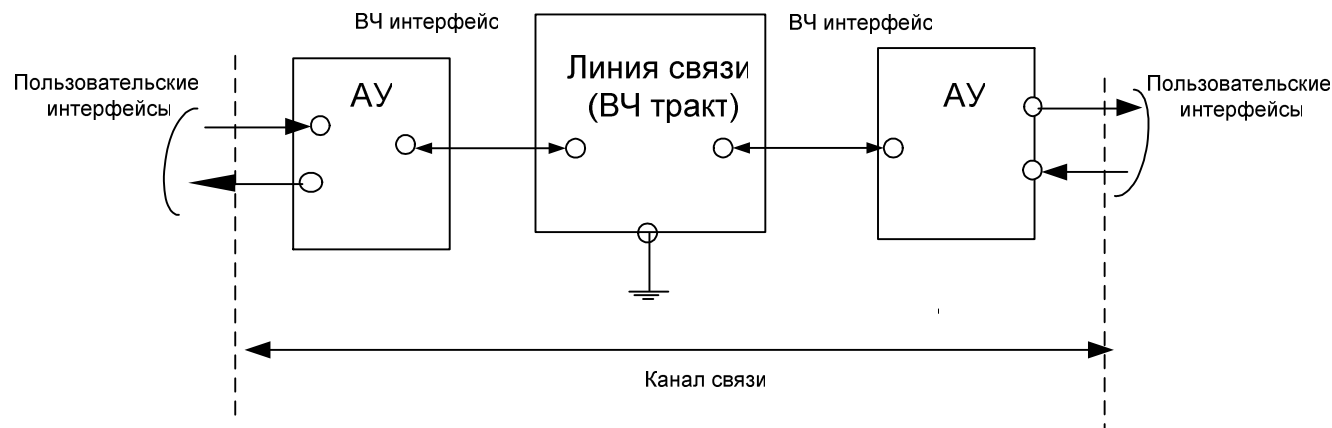 ВЧ интерфейс
ВЧ интерфейс
Пользовательские
интерфейсы
АУ
Линия связи
(ВЧ тракт)
АУ
Пользовательские
интерфейсы
Канал связи